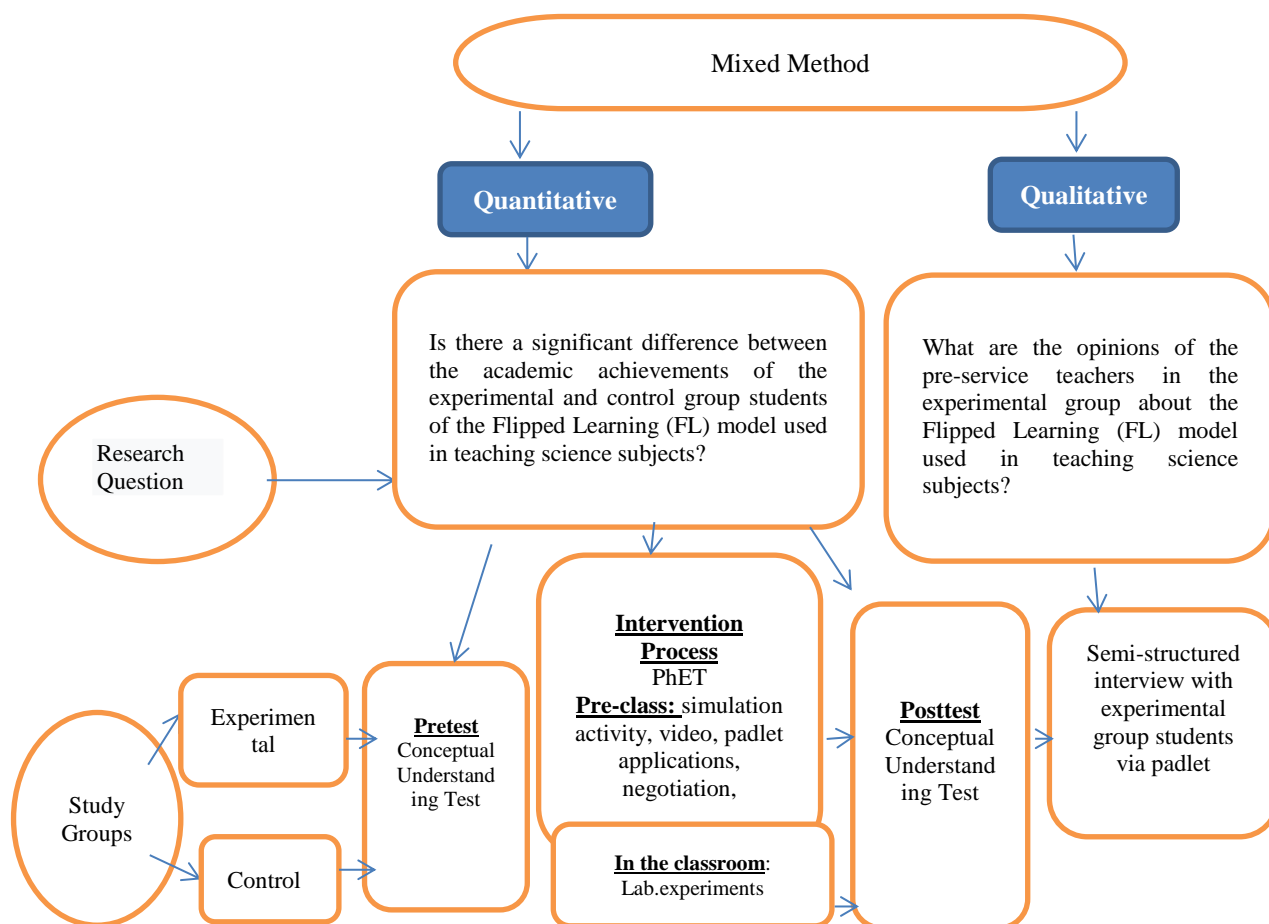 Mixed Method
Quantitative
Qualitative
Is there a significant difference between
the academic achievements of the
experimental and control group students
of the Flipped Learning (FL) model used
in teaching science subjects?
What are the opinions of the
pre-service teachers in the
experimental group about the
Flipped Learning (FL) model
used in teaching science
subjects?
Research
Question
Study
Groups
Experimen
tal
Control
Pretest
Conceptual
Understand
ing Test
Intervention
Process
PhET
Pre-class: simulation
activity, video, padlet
applications,
negotiation,
In the classroom:
Lab.experiments
Posttest
Conceptual
Understand
ing Test
Semi-structured
interview with
experimental
group students
via padlet